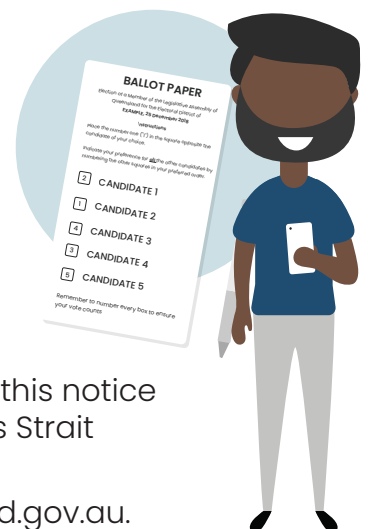 BALLOT PAPER
Election of a Member of the Legislative Assembly of
Queensland for the Electoral District of
EXAMPLE, 25 December 2016
Instructions
Place the number one ("1") in the square opposite the
candidate of your choice.
Indicate your preference for all the other candidates by
numbering the other squares in your preferred order.
2 CANDIDATE 1
1 CANDIDATE 2
4 CANDIDATE 3
3 CANDIDATE 4
5 CANDIDATE 5
Remember to number every box to ensure
your vote counts
this notice
s Strait
d.gov.au.